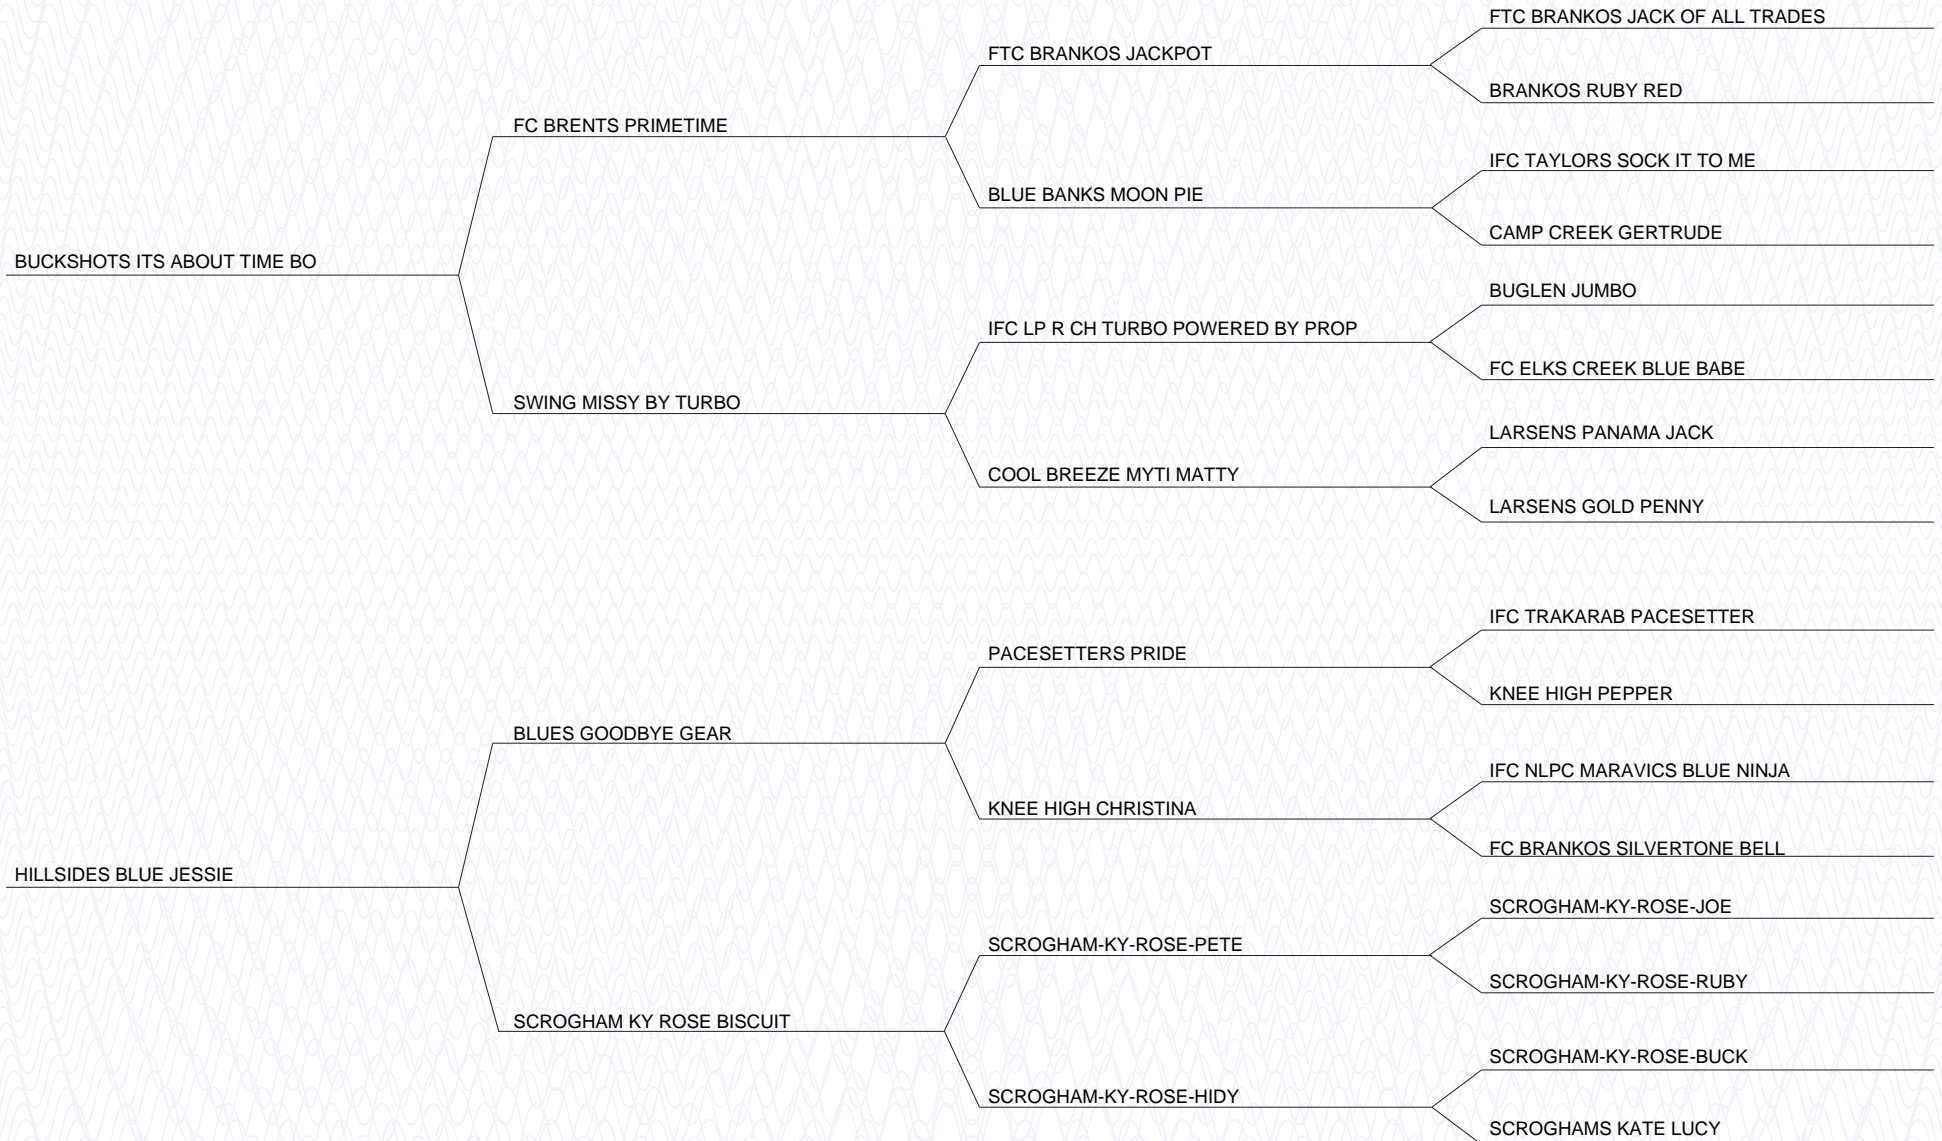 FTC BRANKOS JACK OF ALL TRADES
FTC BRANKOS JACKPOT
BRANKOS RUBY RED
FC BRENTS PRIMETIME
IFC TAYLORS SOCK IT TO ME
BLUE BANKS MOON PIE
CAMP CREEK GERTRUDE
BUCKSHOTS ITS ABOUT TIME BO
BUGLEN JUMBO
IFC LP R CH TURBO POWERED BY PROP
FC ELKS CREEK BLUE BABE
SWING MISSY BY TURBO
LARSENS PANAMA JACK
COOL BREEZE MYTI MATTY
LARSENS GOLD PENNY
IFC TRAKARAB PACESETTER
PACESETTERS PRIDE
KNEE HIGH PEPPER
BLUES GOODBYE GEAR
IFC NLPC MARAVICS BLUE NINJA
KNEE HIGH CHRISTINA
FC BRANKOS SILVERTONE BELL
HILLSIDES BLUE JESSIE
SCROGHAM-KY-ROSE-JOE
SCROGHAM-KY-ROSE-PETE
SCROGHAM-KY-ROSE-RUBY
SCROGHAM KY ROSE BISCUIT
SCROGHAM-KY-ROSE-BUCK
SCROGHAM-KY-ROSE-HIDY
SCROGHAMS KATE LUCY